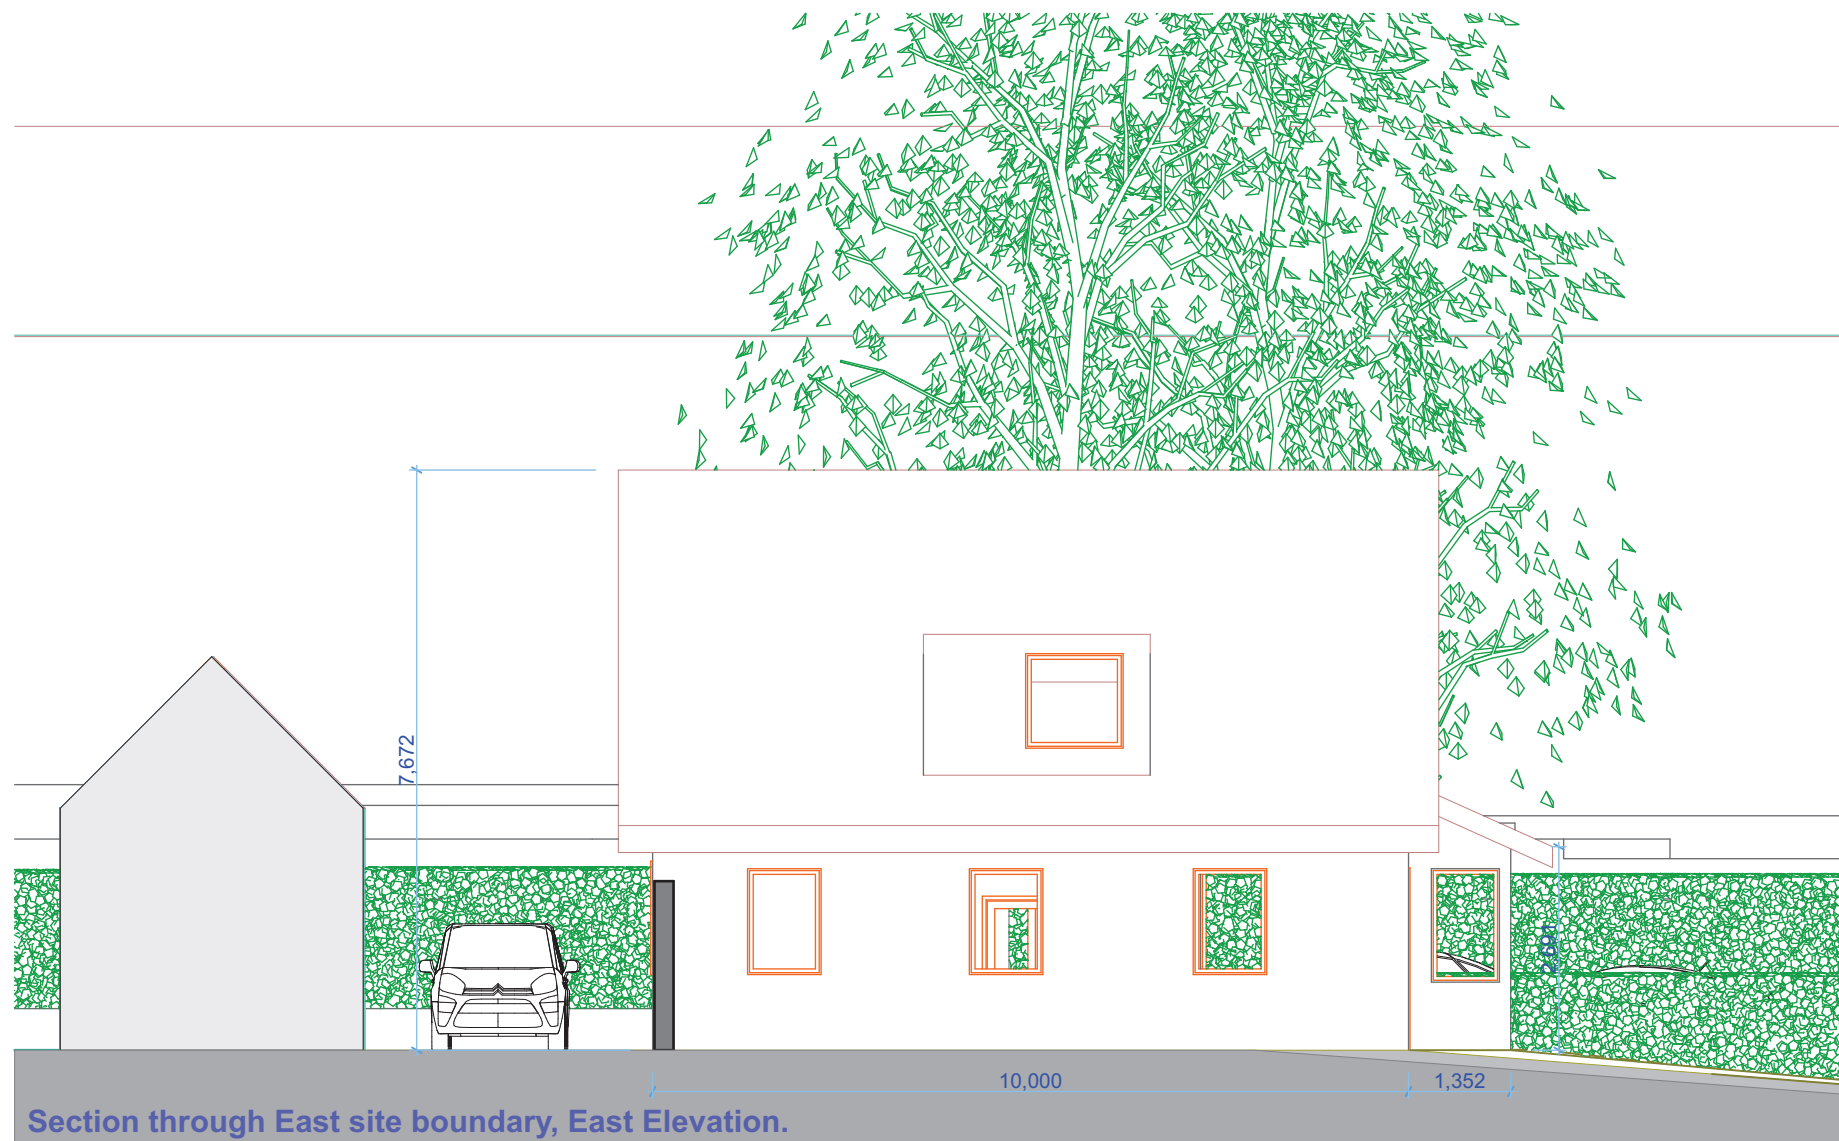 7,672
10,000
1,352
Section through East site boundary, East Elevation.